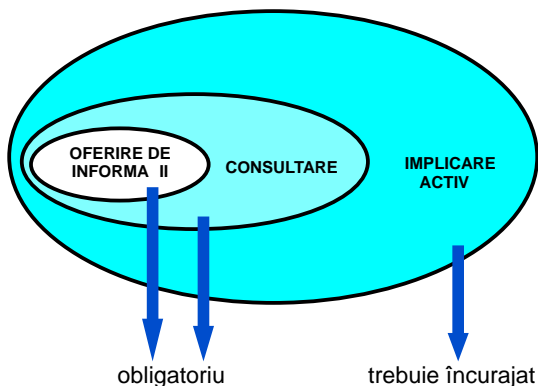 OFERIRE DE
INFORMA II
CONSULTARE
IMPLICARE
ACTIV
obligatoriu
trebuie încurajat